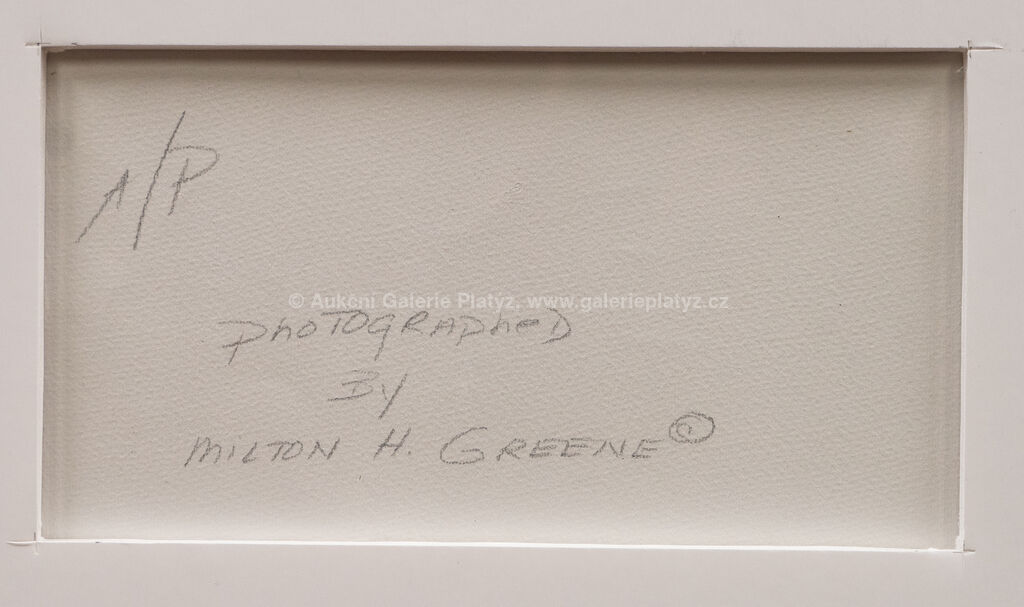 A/P
© Aukční Galerie Platýz, www.galerieplatyz.cz
PHOTOGRAPHED
BY
MILTON H. GREENE ©